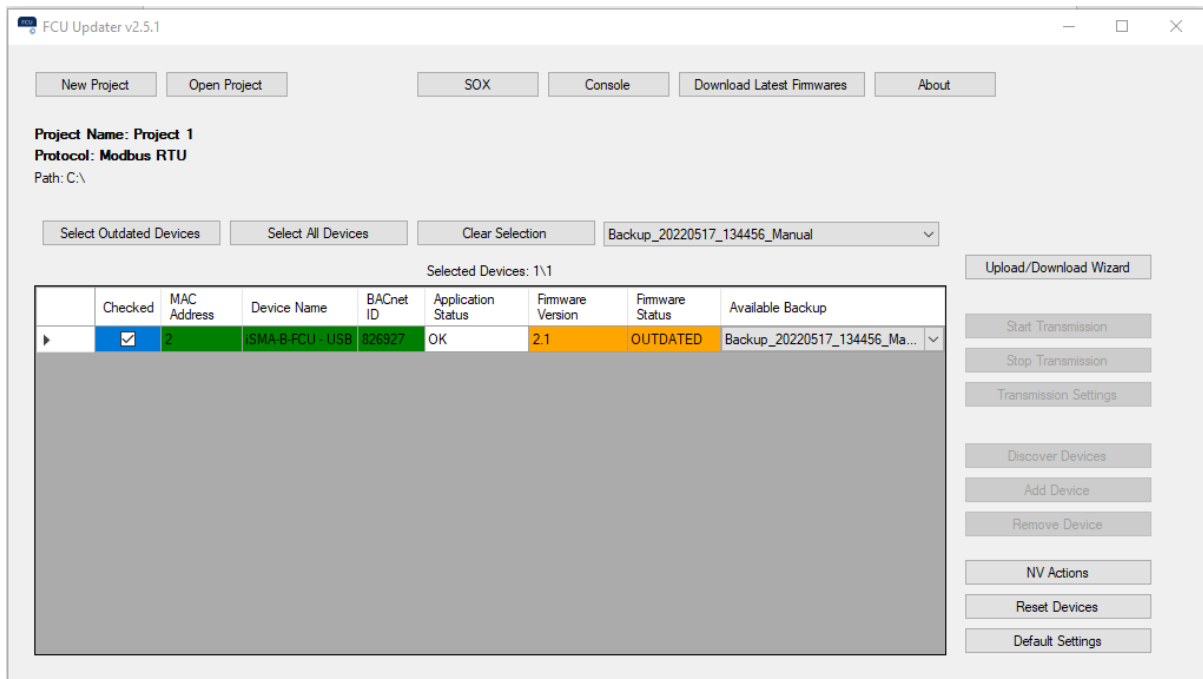 FCU
FCU Updater v2.5.1
New Project
Open Project
SOX
Console
Download Latest Firmwares
About
Project Name: Project 1
Protocol: Modbus RTU
Path: C:\
Select Outdated Devices
Select All Devices
Clear Selection
Backup_20220517_134456_Manual
Selected Devices: 1\1
Upload/Download Wizard
Checked
MAC
Address
Device Name
BACnet
ID
Application
Status
Firmware
Version
Firmware
Status
Available Backup
2
iSMA-B-FCU - USB
826927
OK
2.1
OUTDATED
Backup_20220517_134456_Ma...
Start Transmission
Stop Transmission
Transmission Settings
Discover Devices
Add Device
Remove Device
NV Actions
Reset Devices
Default Settings